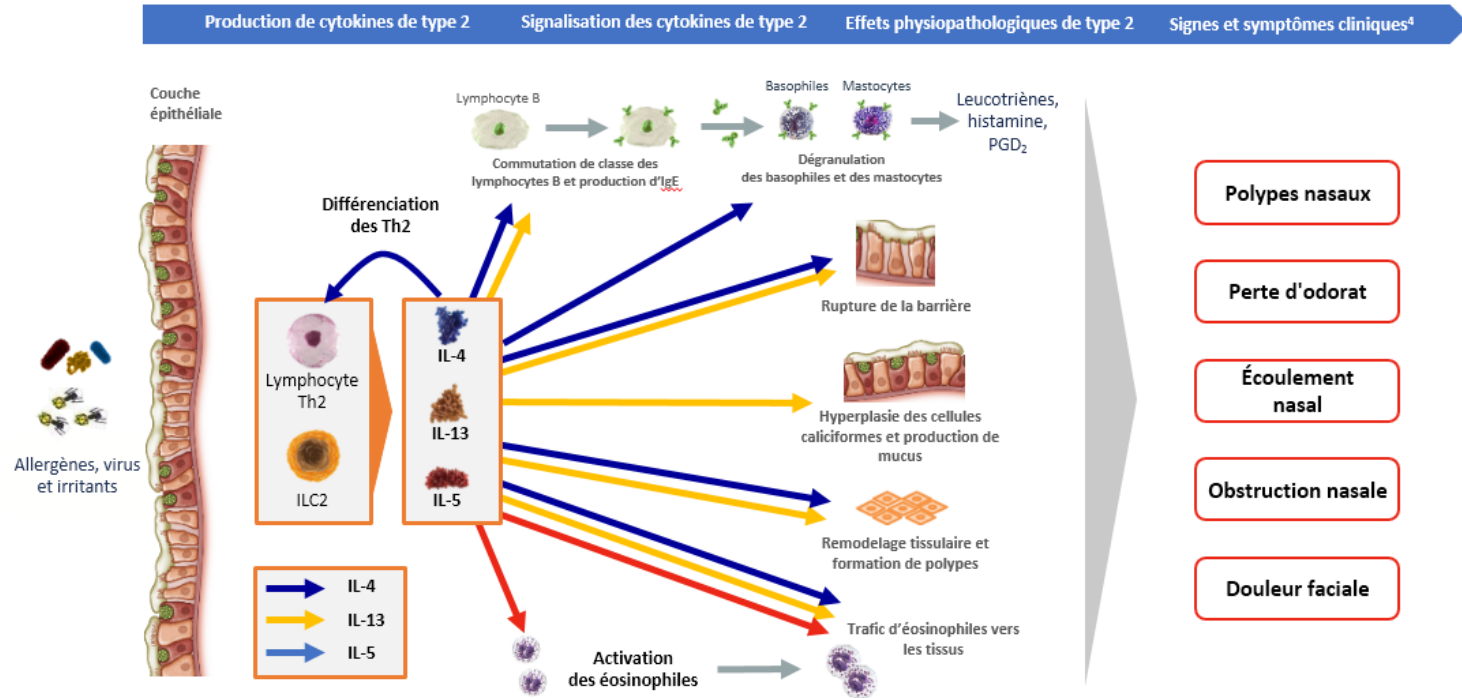 Production de cytokines de type 2
Signalisation des cytokines de type 2
Effets physiopathologiques de type 2
Signes et symptômes cliniques⁴
Couche
épithéliale
Lymphocyte B
Basophiles
Mastocytes
Leucotriènes,
histamine,
PGD₂
Commutation de classe des
lymphocytes B et production d'IgE
Dégranulation
des basophiles et des mastocytes
Différenciation
des Th2
Rupture de la barrière
Lymphocyte
Th2
ILC2
IL-4
IL-13
IL-5
Hyperplasie des cellules
caliciformes et production de
mucus
Allergènes, virus
et irritants
Remodelage tissulaire et
formation de polypes
IL-4
IL-13
IL-5
Activation
des éosinophiles
Trafic d'éosinophiles vers
les tissus
Polypes nasaux
Perte d'odorat
Écoulement
nasal
Obstruction nasale
Douleur faciale